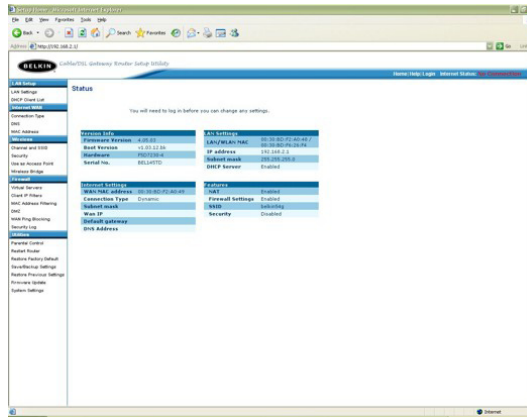 Setup Home - Microsoft Internet Explorer
File Edit View Favorites Tools Help
Back Search Favorites
Address http://192.168.2.1/ Go
BELKIN Cable/DSL Gateway Router Setup Utility
Home|Help|Login Internet Status:
LAN Setup
LAN Settings
DHCP Client List
Internet WAN
Connection Type
DNS
MAC Address
Wireless
Channel and SSID
Security
Use as Access Point
Wireless Bridge
Firewall
Virtual Servers
Client IP Filters
MAC Address Filtering
DMZ
WAN Ping Blocking
Security Log
Utilities
Parental Control
Restart Router
Restore Factory Default
Save/Backup Settings
Restore Previous Settings
Firmware Update
System Settings
Status
You will need to log in before you can change any settings.
Version Info
Firmware Version
Boot Version
Hardware
Serial No.
LAN Settings
LAN/WLAN MAC
IP address 192.168.2.1
Subnet mask 255.255.255.0
DHCP Server Enabled
Internet Settings
WAN MAC address
Connection Type Dynamic
Subnet mask
Wan IP
Default gateway
DNS Address
Features
NAT Enabled
Firewall Settings Enabled
SSID belkin54g
Security Disabled
Internet